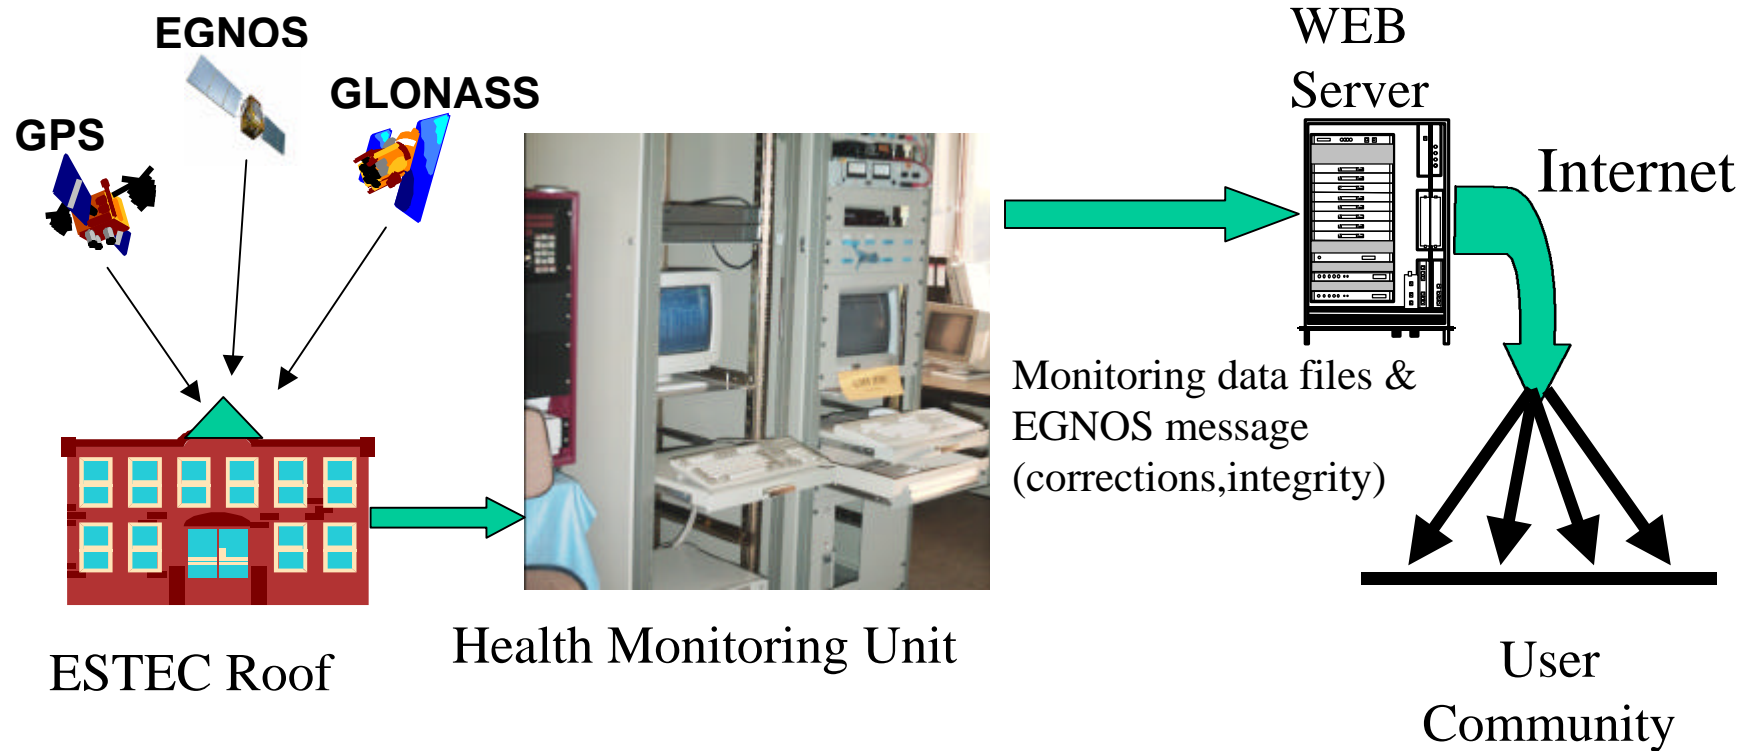 EGNOS
GLONASS
GPS
WEB
Server
Internet
Monitoring data files &
EGNOS message
(corrections,integrity)
ESTEC Roof
Health Monitoring Unit
User
Community